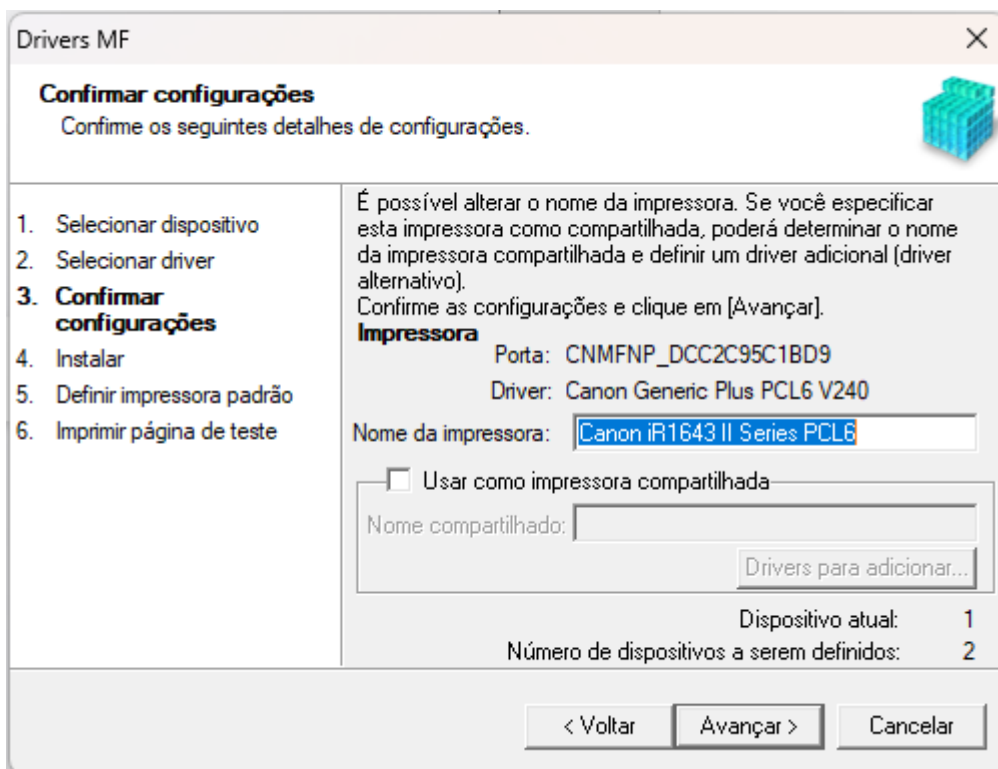 Drivers MF
Confirmar configurações
Confirme os seguintes detalhes de configurações.
1. Selecionar dispositivo
2. Selecionar driver
3. Confirmar
configurações
4. Instalar
5. Definir impressora padrão
6. Imprimir página de teste
É possível alterar o nome da impressora. Se você especificar
esta impressora como compartilhada, poderá determinar o nome
da impressora compartilhada e definir um driver adicional (driver
alternativo).
Confirme as configurações e clique em [Avançar].
Impressora
Porta: CNMFNP_DCC2C95C1BD9
Driver: Canon Generic Plus PCL6 V240
Nome da impressora: Canon iR1643 II Series PCL6
Usar como impressora compartilhada
Nome compartilhado:
Drivers para adicionar...
Dispositivo atual: 1
Número de dispositivos a serem definidos: 2
< Voltar Avançar > Cancelar